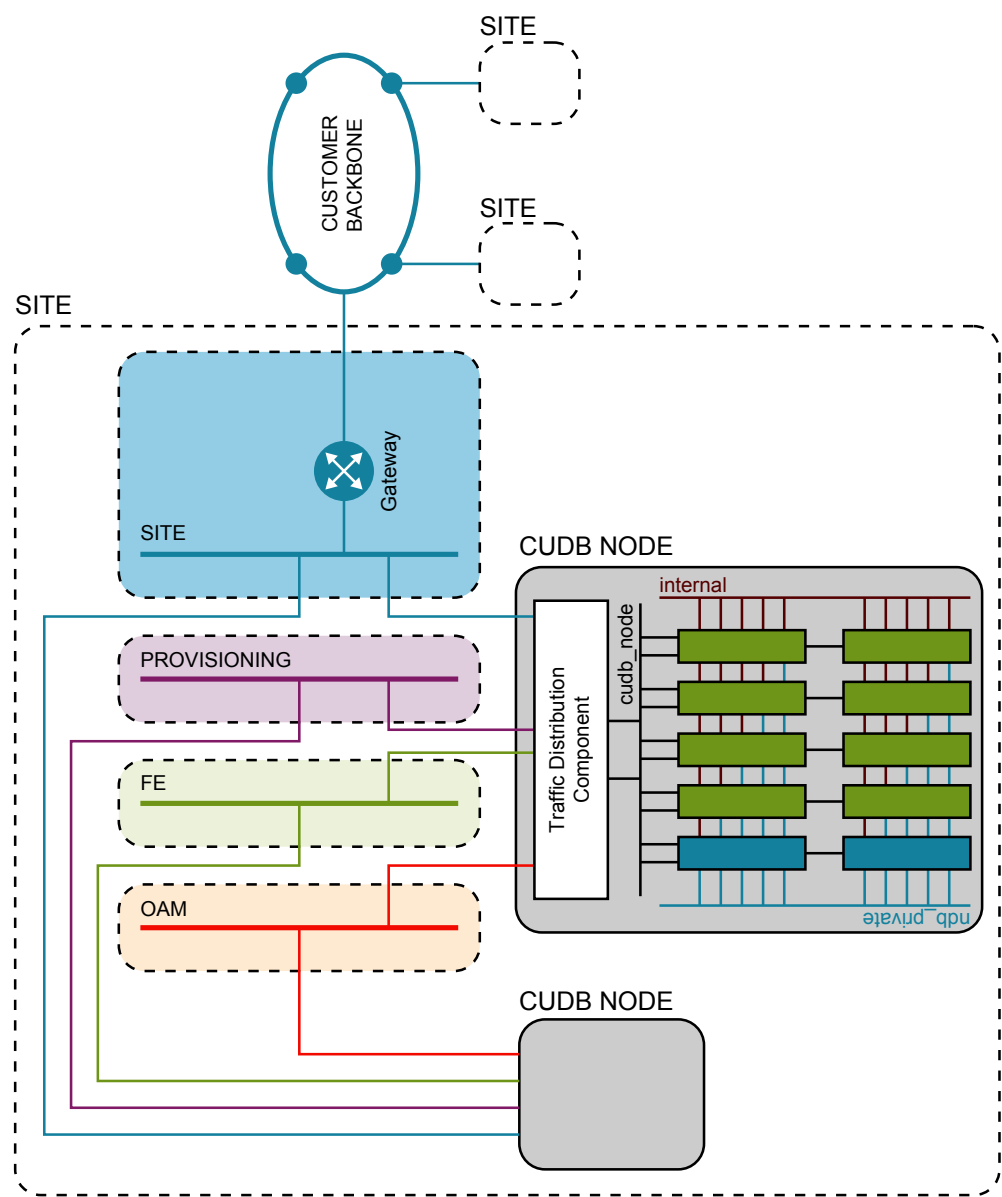 SITE
CUSTOMER
BACKBONE
SITE
SITE
Gateway
SITE
CUDB NODE
internal
cudb_node
Traffic Distribution
Component
PROVISIONING
FE
OAM
ndb_private
CUDB NODE